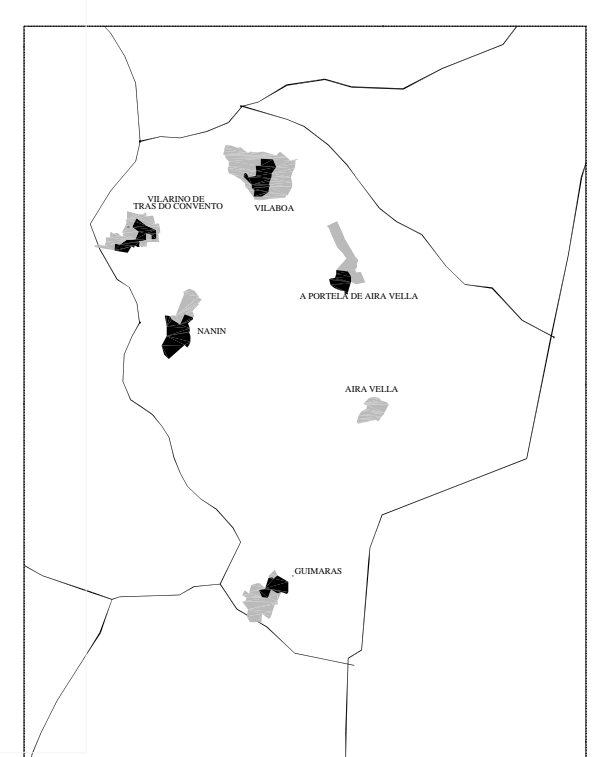 VILARINO DE
TRAS DO CONVENTO
VILABOA
A PORTELA DE AIRA VELLA
NANIN
AIRA VELLA
GUIMARAS